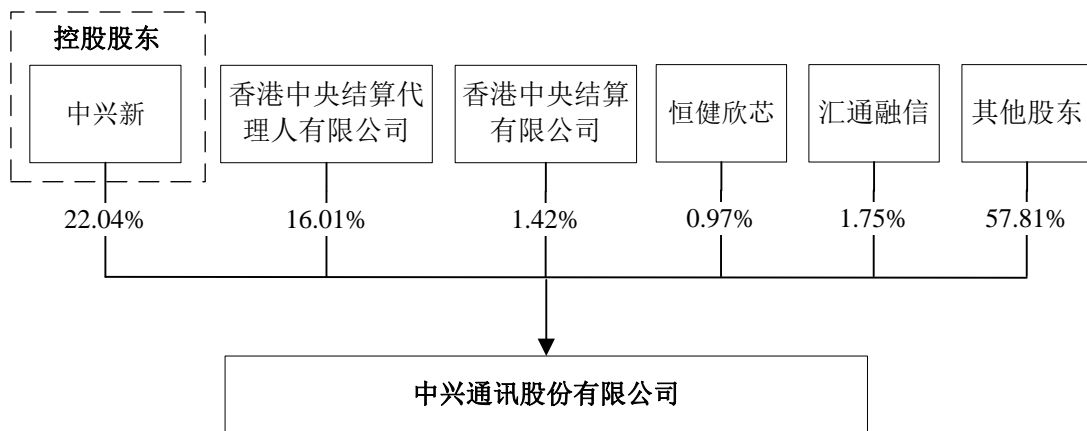 控股股东
中兴新
香港中央结算代
理人有限公司
香港中央结算
有限公司
恒健欣芯
汇通融信
其他股东
22.04%
16.01%
1.42%
0.97%
1.75%
57.81%
中兴通讯股份有限公司